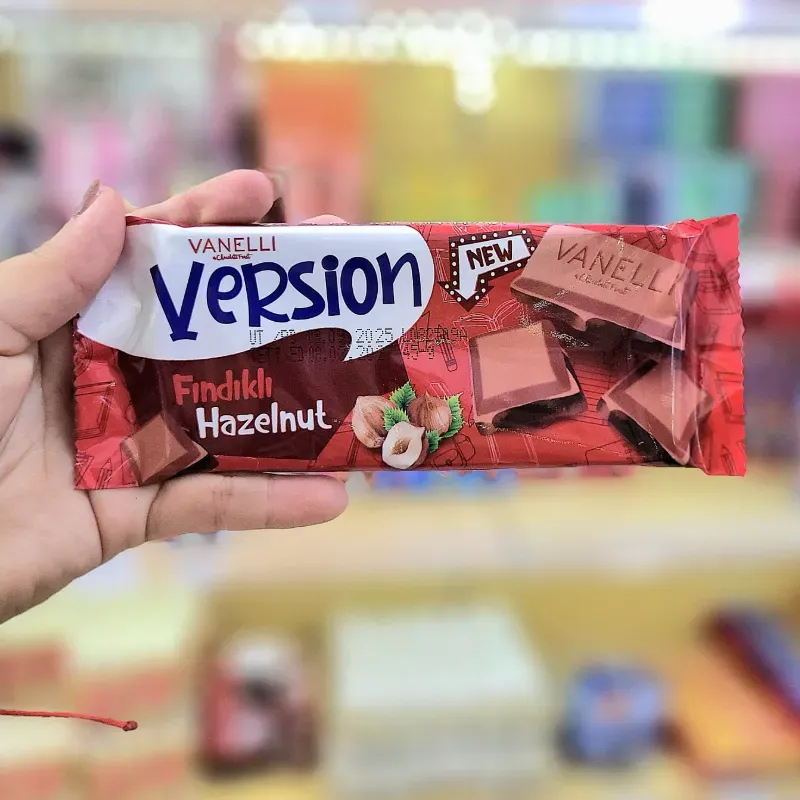 VANELLI
VERSION
NEW
VANELLI
Fındıklı
Hazelnut